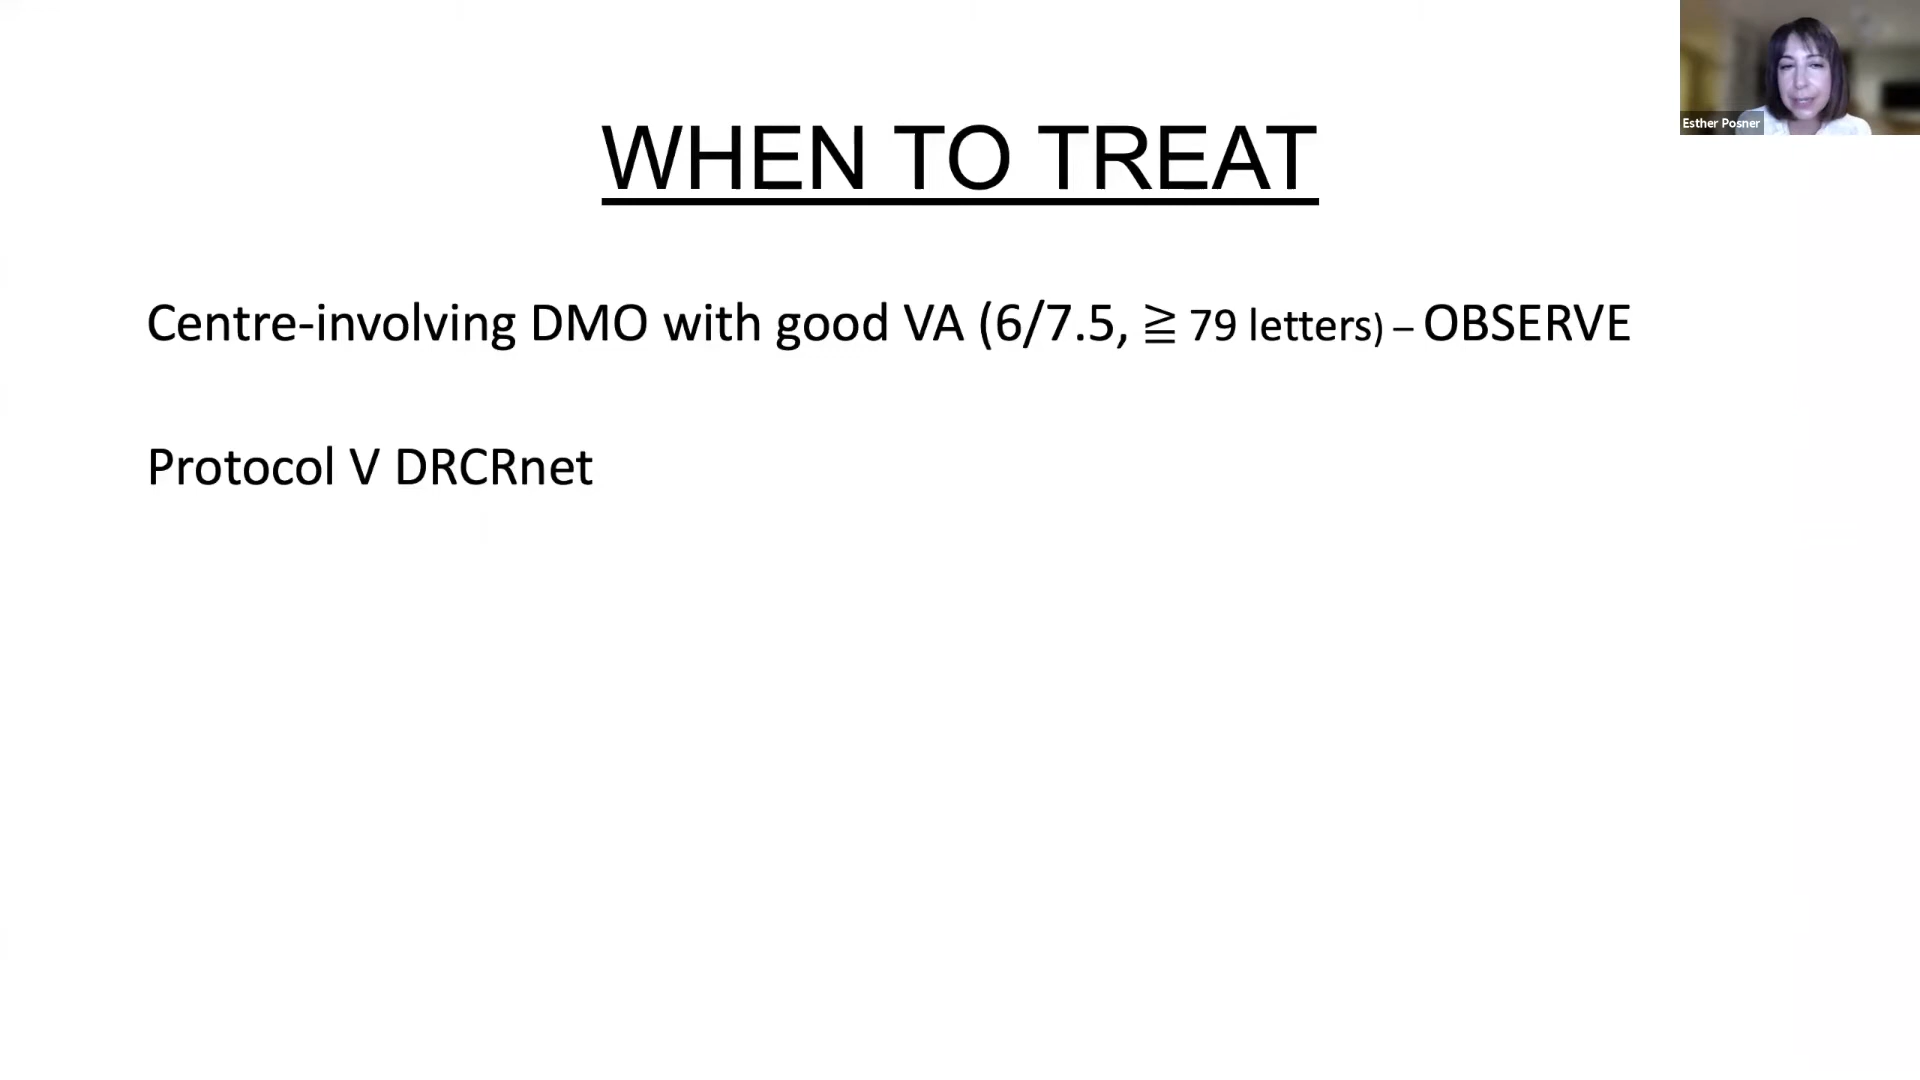 WHEN TO TREAT
Esther Posner
Centre-involving DMO with good VA (6/7.5, ≧ 79 letters) – OBSERVE
Protocol V DRCRnet